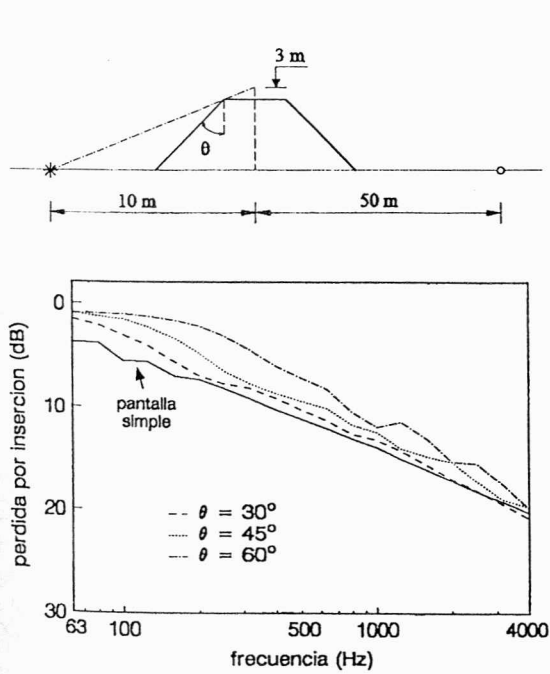 3 m
θ
10 m
50 m
0
10
20
30
perdida por insercion (dB)
pantalla
simple
θ = 30°
θ = 45°
θ = 60°
63 100 500 1000 4000
frecuencia (Hz)